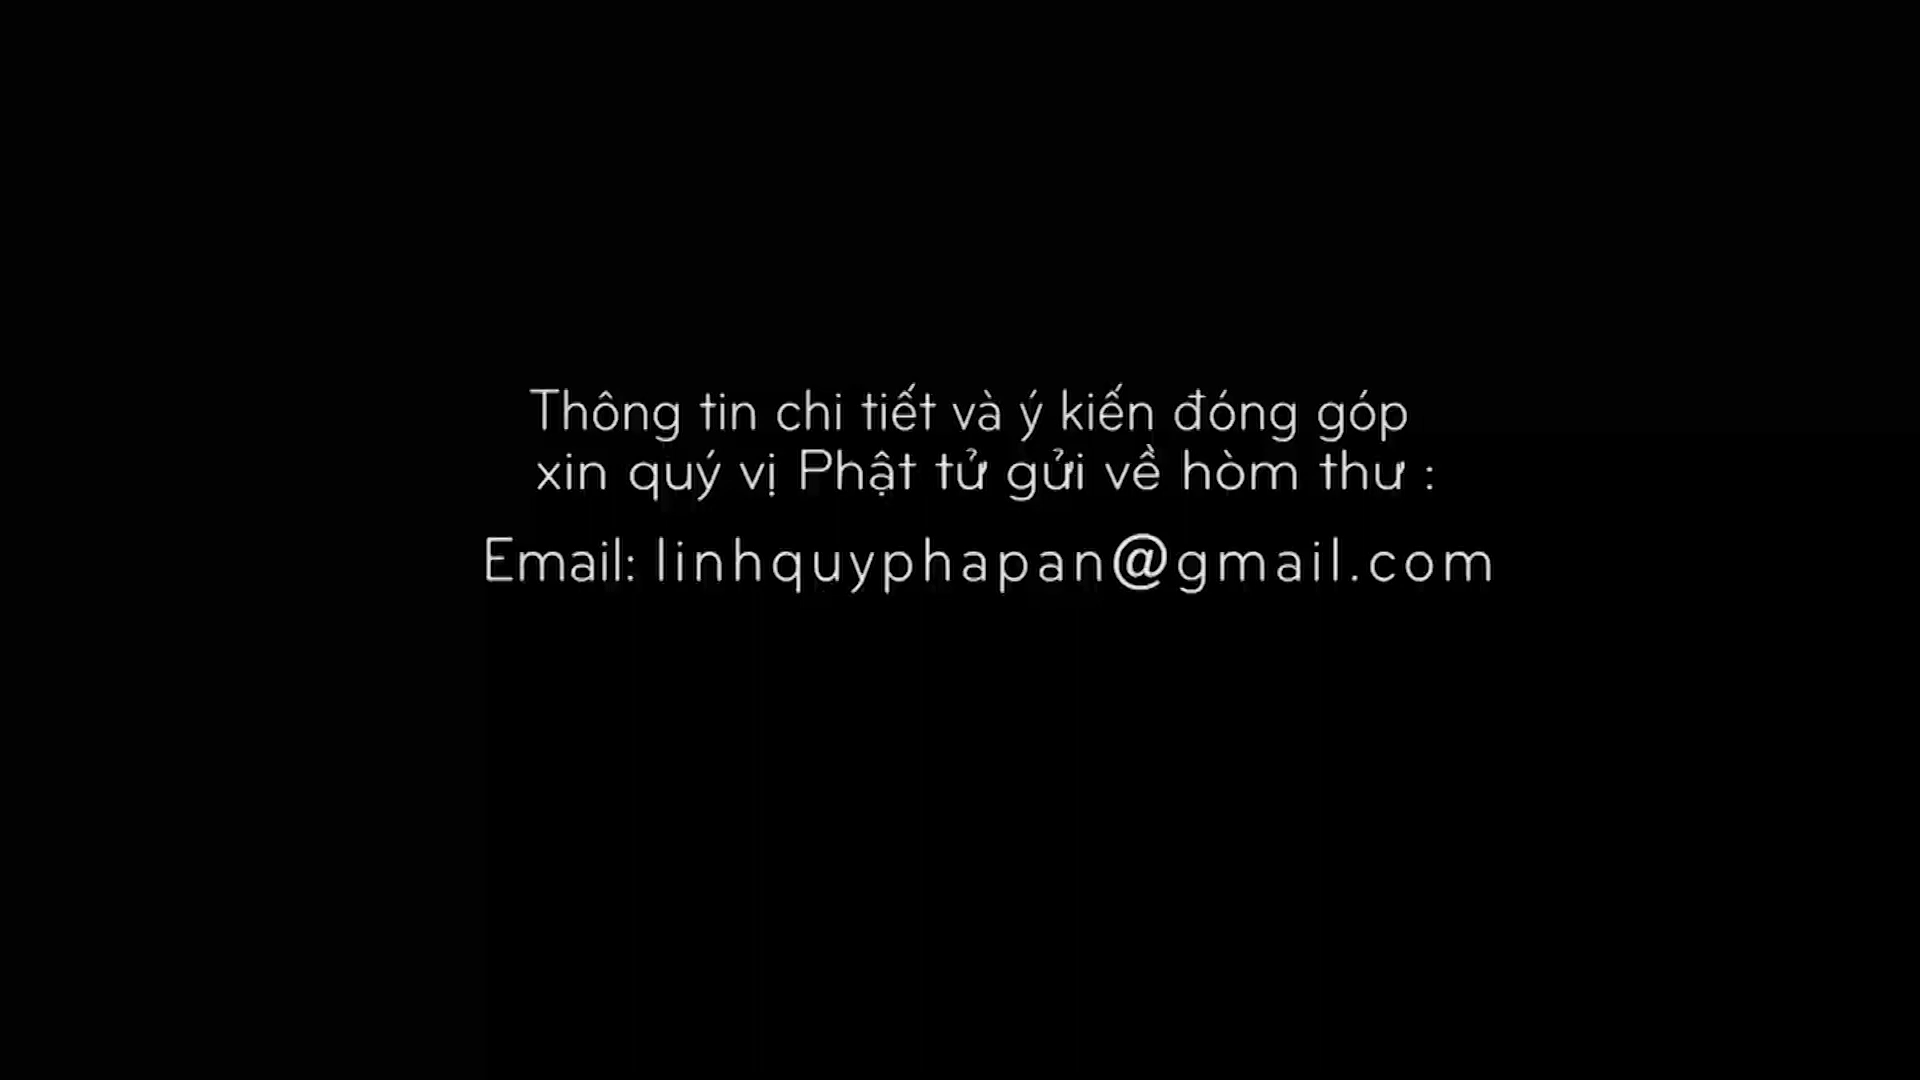 Thông tin chi tiết và ý kiến đóng góp
xin quý vị Phật tử gửi về hòm thư :
Email: linhquyphapan@gmail.com